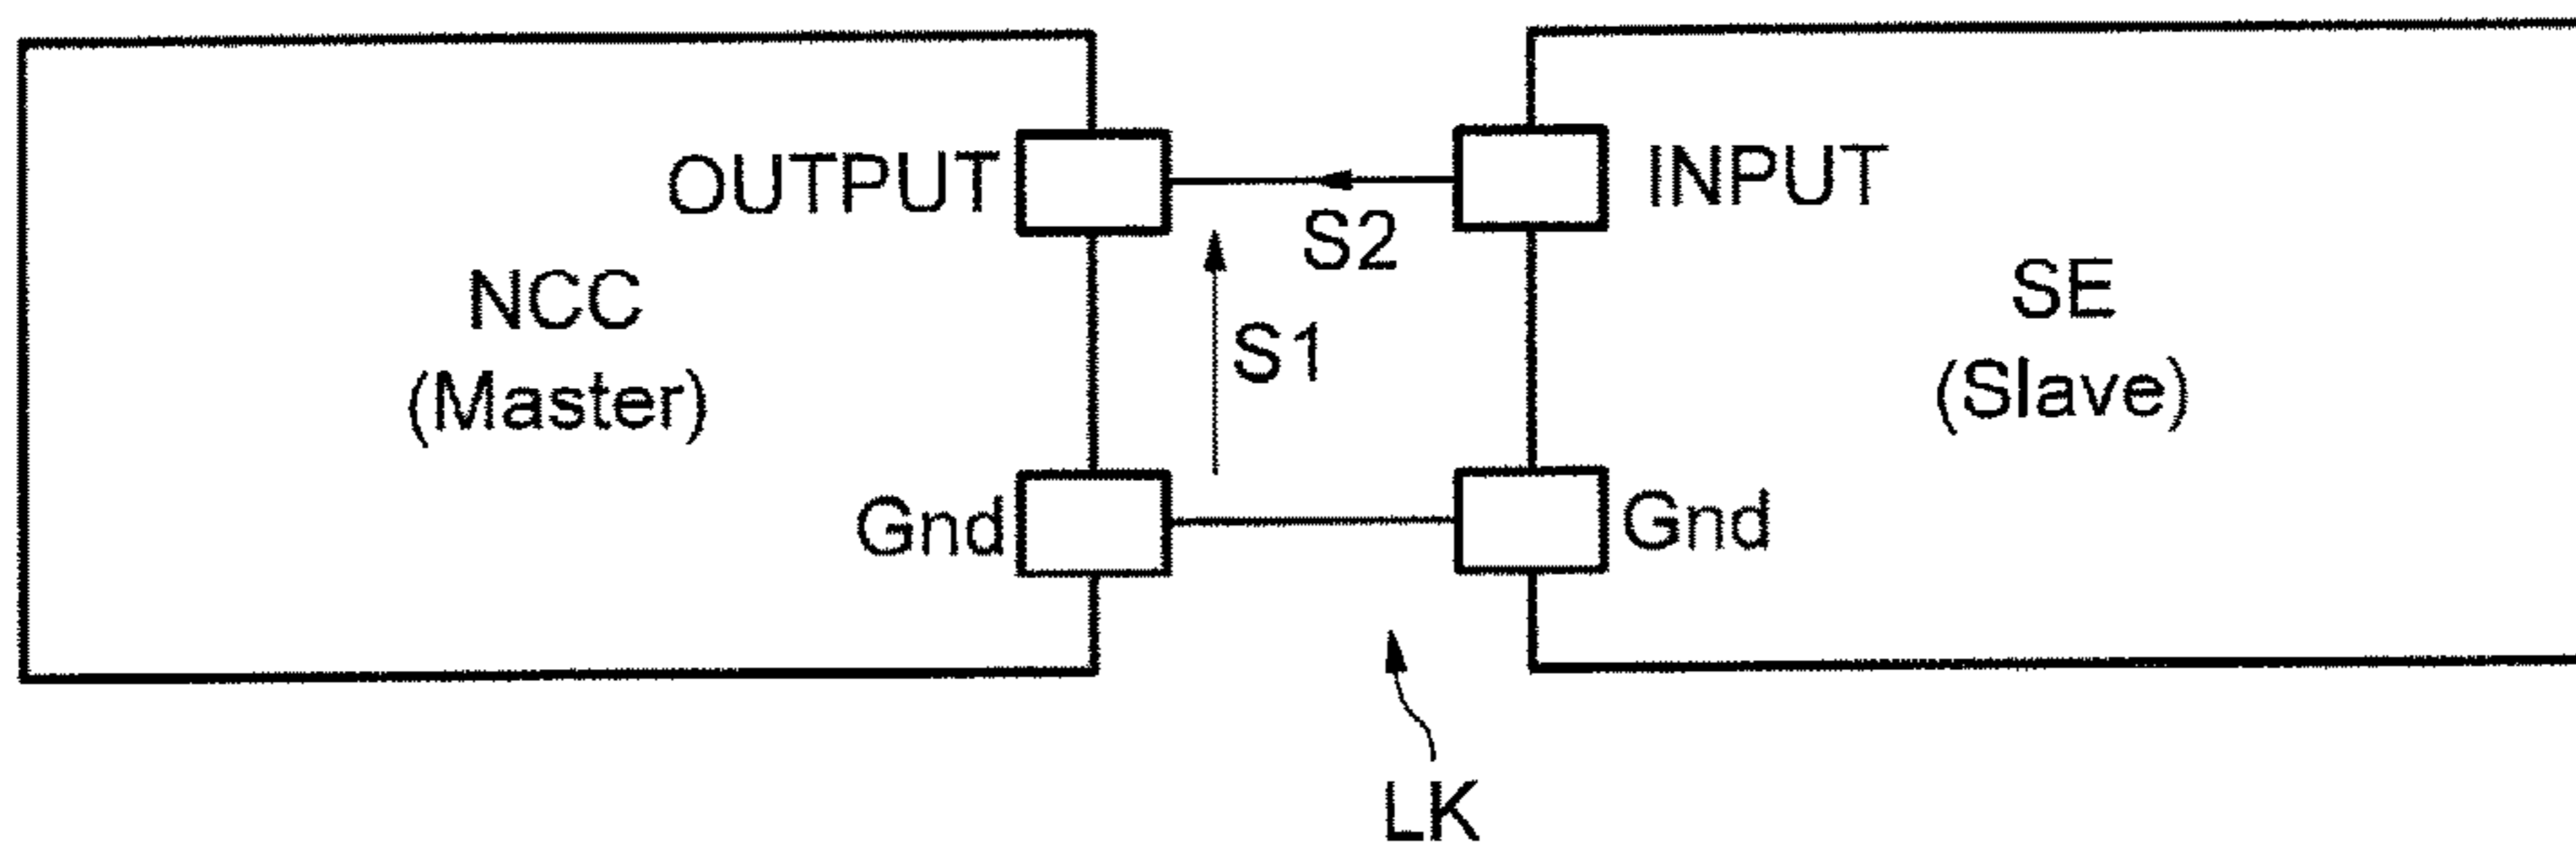 OUTPUT
INPUT
S2
NCC
(Master)
S1
SE
(Slave)
Gnd
Gnd
LK